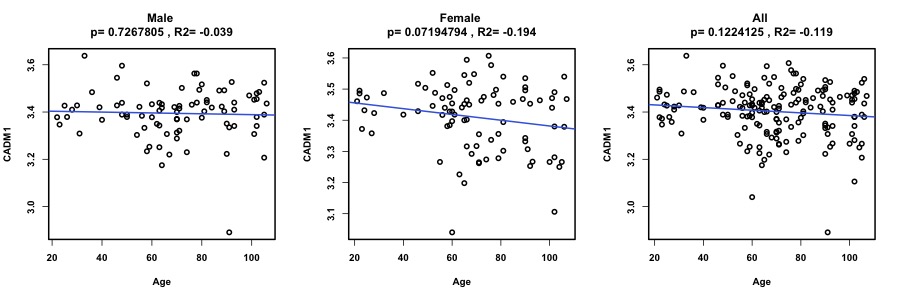 Male
p= 0.7267805 , R2= -0.039
CADM1
3.6
3.4
3.2
3.0
20 40 60 80 100
Age
Female
p= 0.07194794 , R2= -0.194
CADM1
3.6
3.5
3.4
3.3
3.2
3.1
20 40 60 80 100
Age
All
p= 0.1224125 , R2= -0.119
CADM1
3.6
3.4
3.2
3.0
20 40 60 80 100
Age